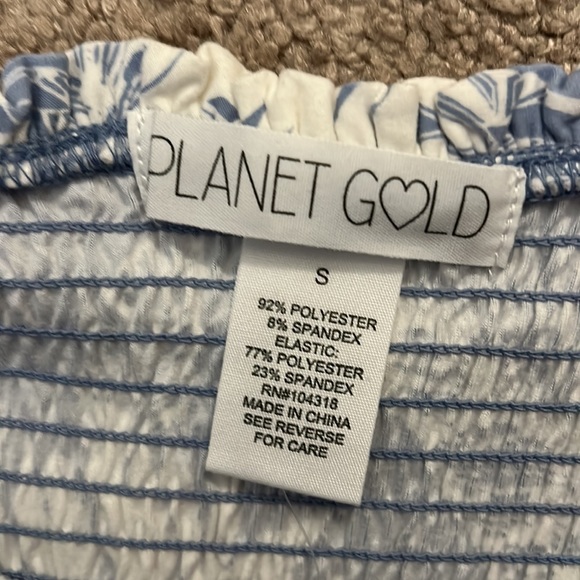 PLANET GOLD
S
92% POLYESTER
8% SPANDEX
ELASTIC:
77% POLYESTER
23% SPANDEX
RN#104318
MADE IN CHINA
SEE REVERSE
FOR CARE